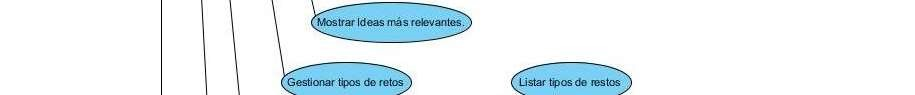 Mostrar Ideas más relevantes.
Gestionar tipos de retos
Listar tipos de restos